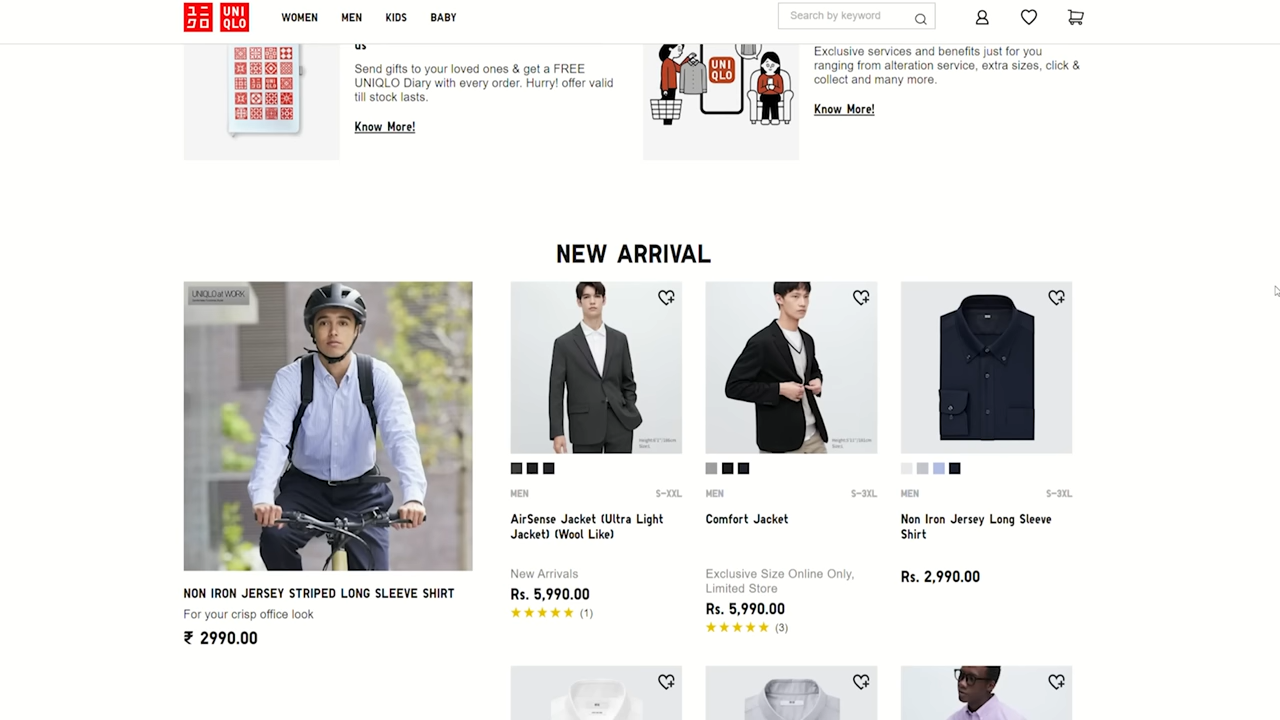 ユニ
クロ
UNI
QLO
WOMEN
MEN
KIDS
BABY
Search by keyword
us
Send gifts to your loved ones & get a FREE
UNIQLO Diary with every order. Hurry! offer valid
till stock lasts.
Know More!
UNI
QLO
Exclusive services and benefits just for you
ranging from alteration service, extra sizes, click &
collect and many more.
Know More!
NEW ARRIVAL
UNIQLO at WORK
NON IRON JERSEY STRIPED LONG SLEEVE SHIRT
For your crisp office look
₹ 2990.00
MEN
S-XXL
AirSense Jacket (Ultra Light
Jacket) (Wool Like)
New Arrivals
Rs. 5,990.00
(1)
MEN
S-3XL
Comfort Jacket
Exclusive Size Online Only,
Limited Store
Rs. 5,990.00
(3)
MEN
S-3XL
Non Iron Jersey Long Sleeve
Shirt
Rs. 2,990.00